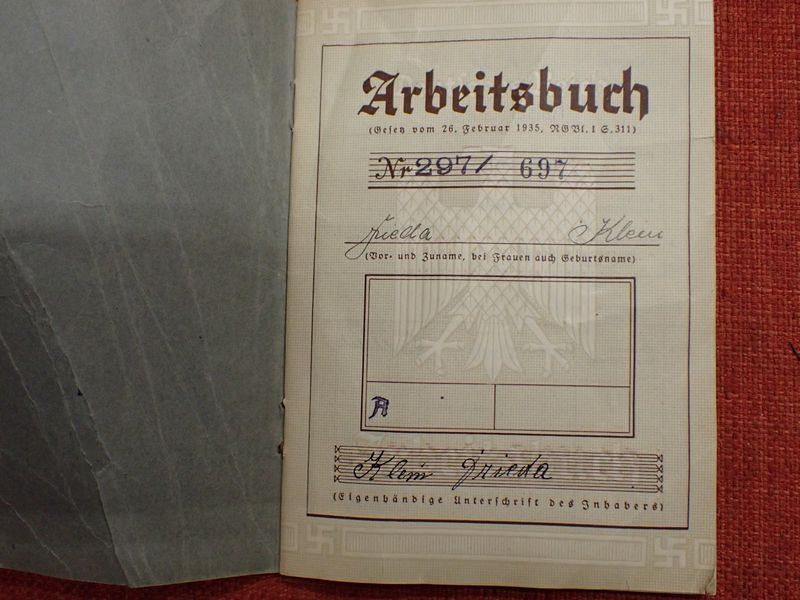 Arbeitsbuch
(Gesetz vom 26. Februar 1935, RGBl. I S. 311)
Nr 297/ 697
Frieda Klein
(Vor- und Zuname, bei Frauen auch Geburtsname)
A
Klein Frieda
(Eigenhändige Unterschrift des Inhabers)